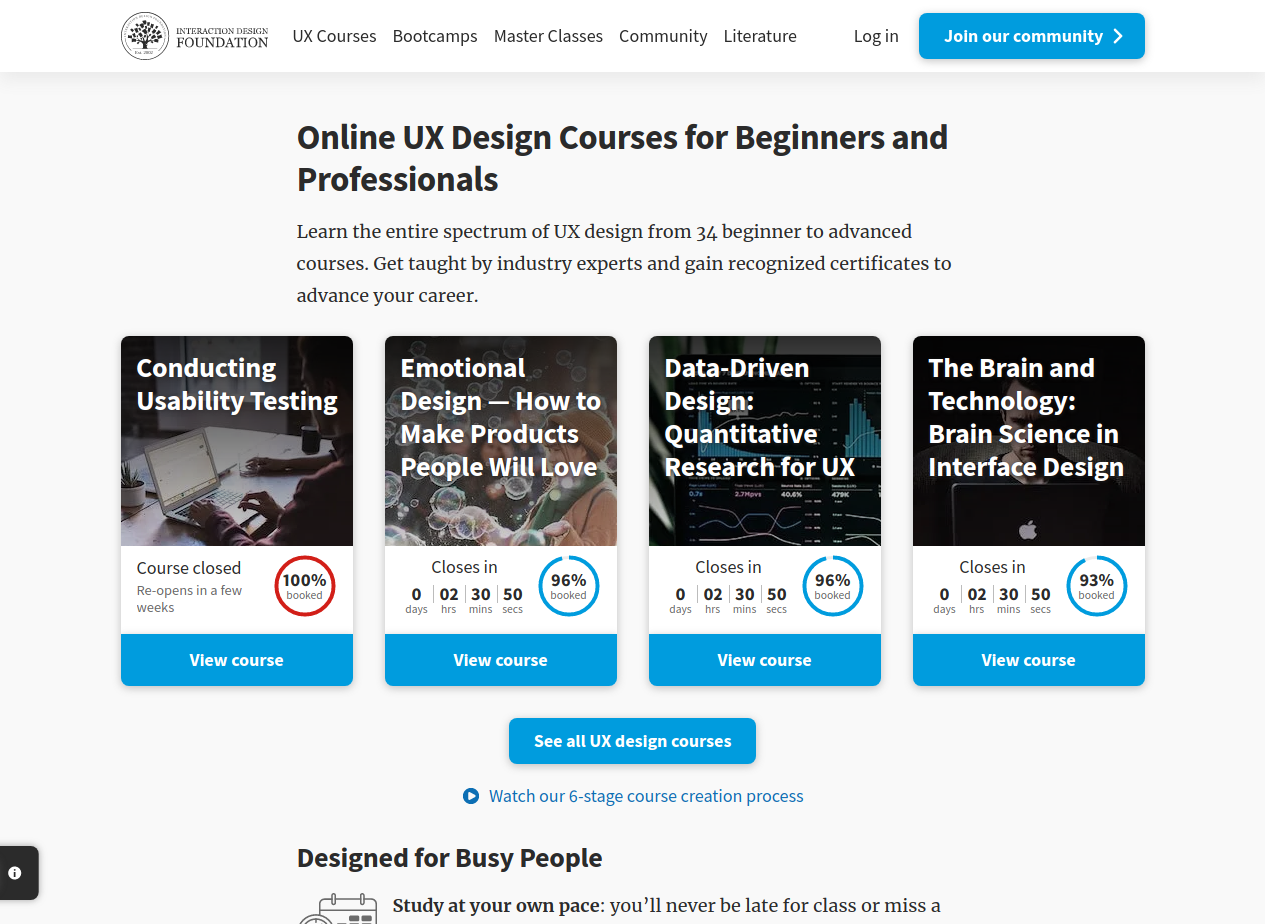 INTERACTION DESIGN
FOUNDATION
Est. 2002
UX Courses Bootcamps Master Classes Community Literature Log in Join our community
Online UX Design Courses for Beginners and
Professionals
Learn the entire spectrum of UX design from 34 beginner to advanced
courses. Get taught by industry experts and gain recognized certificates to
advance your career.
Conducting
Usability Testing
Course closed
Re-opens in a few
weeks
100%
booked
View course
Emotional
Design — How to
Make Products
People Will Love
Closes in
0 02 30 50
days hrs mins secs
96%
booked
View course
Data-Driven
Design:
Quantitative
Research for UX
0.7s 2.7Mpvs 40.6% 479K
Closes in
0 02 30 50
days hrs mins secs
96%
booked
View course
The Brain and
Technology:
Brain Science in
Interface Design
Closes in
0 02 30 50
days hrs mins secs
93%
booked
View course
See all UX design courses
Watch our 6-stage course creation process
Designed for Busy People
Study at your own pace: you’ll never be late for class or miss a